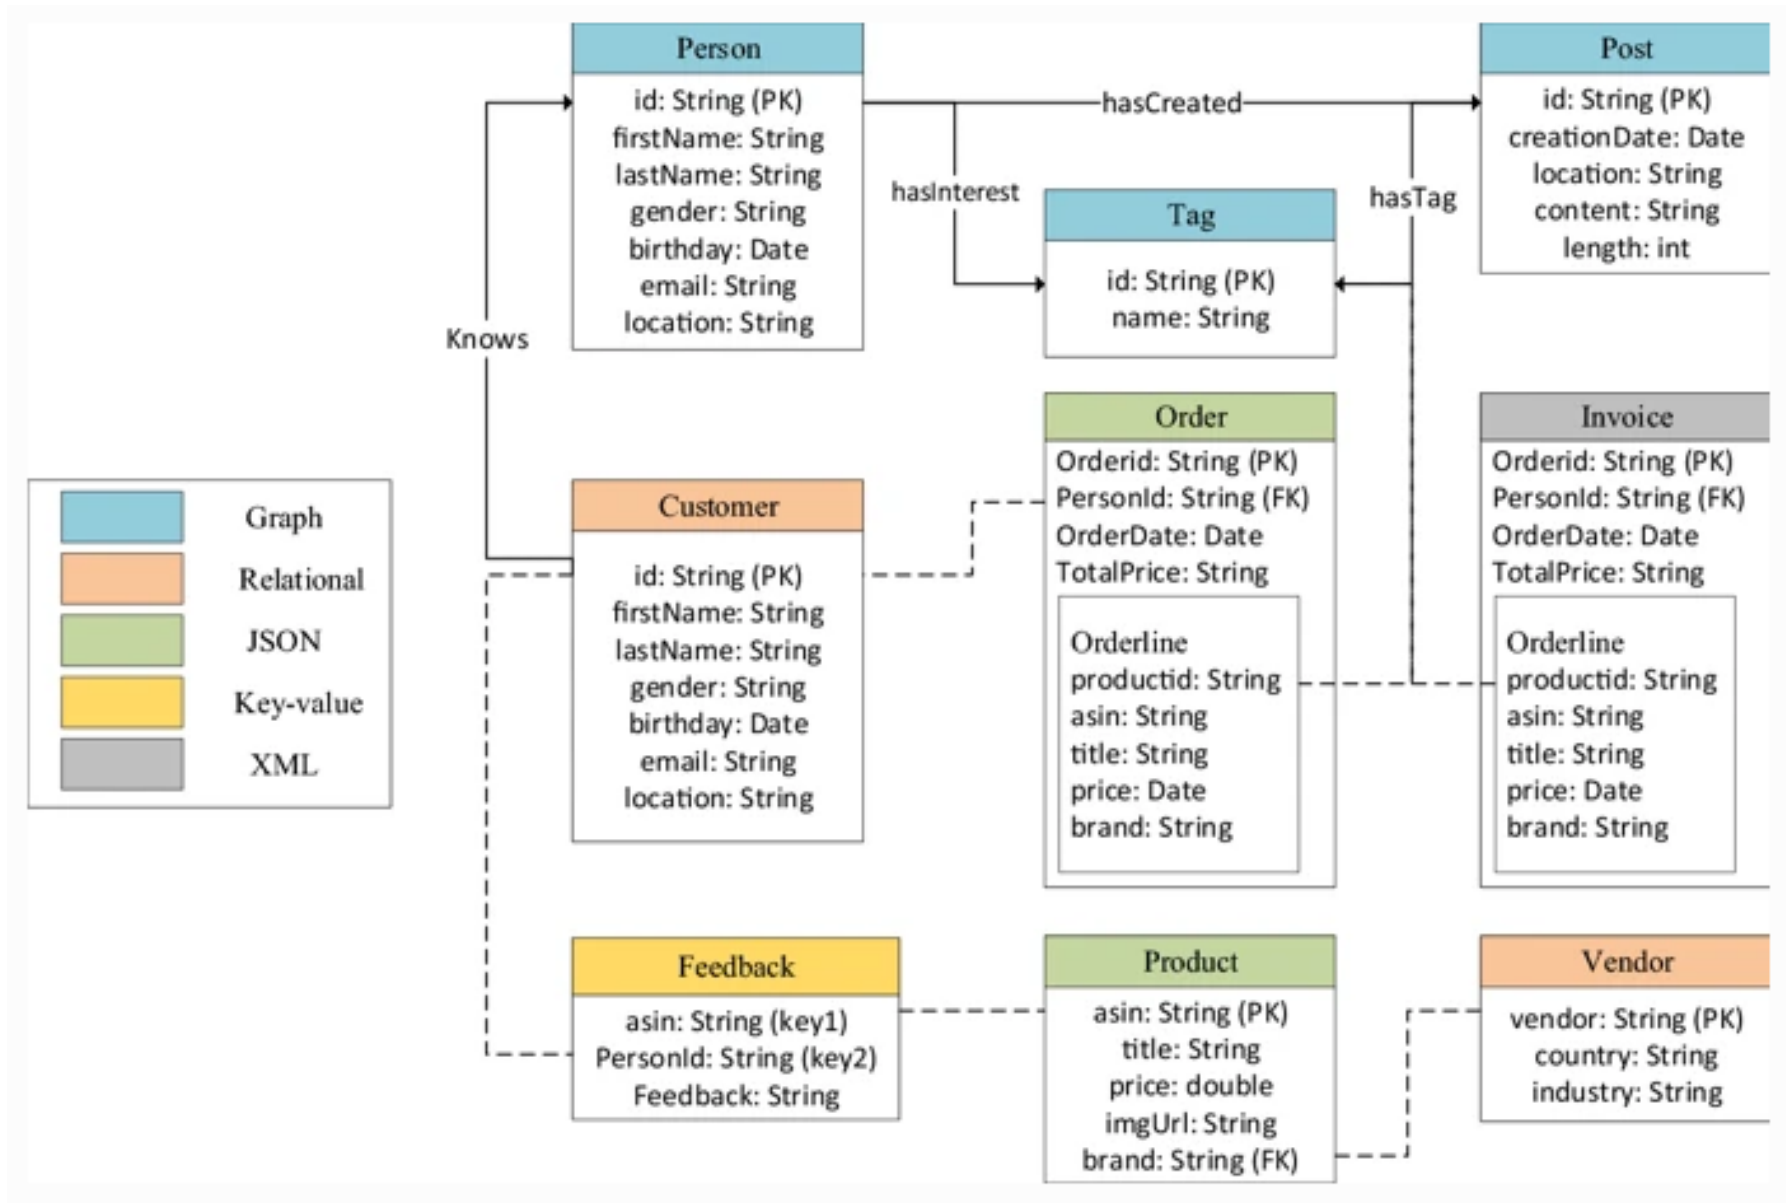 Person
id: String (PK)
firstName: String
lastName: String
gender: String
birthday: Date
email: String
location: String
hasCreated
hasInterest
hasTag
Knows
Post
id: String (PK)
creationDate: Date
location: String
content: String
length: int
Tag
id: String (PK)
name: String
Graph
Relational
JSON
Key-value
XML
Customer
id: String (PK)
firstName: String
lastName: String
gender: String
birthday: Date
email: String
location: String
Order
Orderid: String (PK)
PersonId: String (FK)
OrderDate: Date
TotalPrice: String
Orderline
productid: String
asin: String
title: String
price: Date
brand: String
Invoice
Orderid: String (PK)
PersonId: String (FK)
OrderDate: Date
TotalPrice: String
Orderline
productid: String
asin: String
title: String
price: Date
brand: String
Feedback
asin: String (key1)
PersonId: String (key2)
Feedback: String
Product
asin: String (PK)
title: String
price: double
imgUrl: String
brand: String (FK)
Vendor
vendor: String (PK)
country: String
industry: String